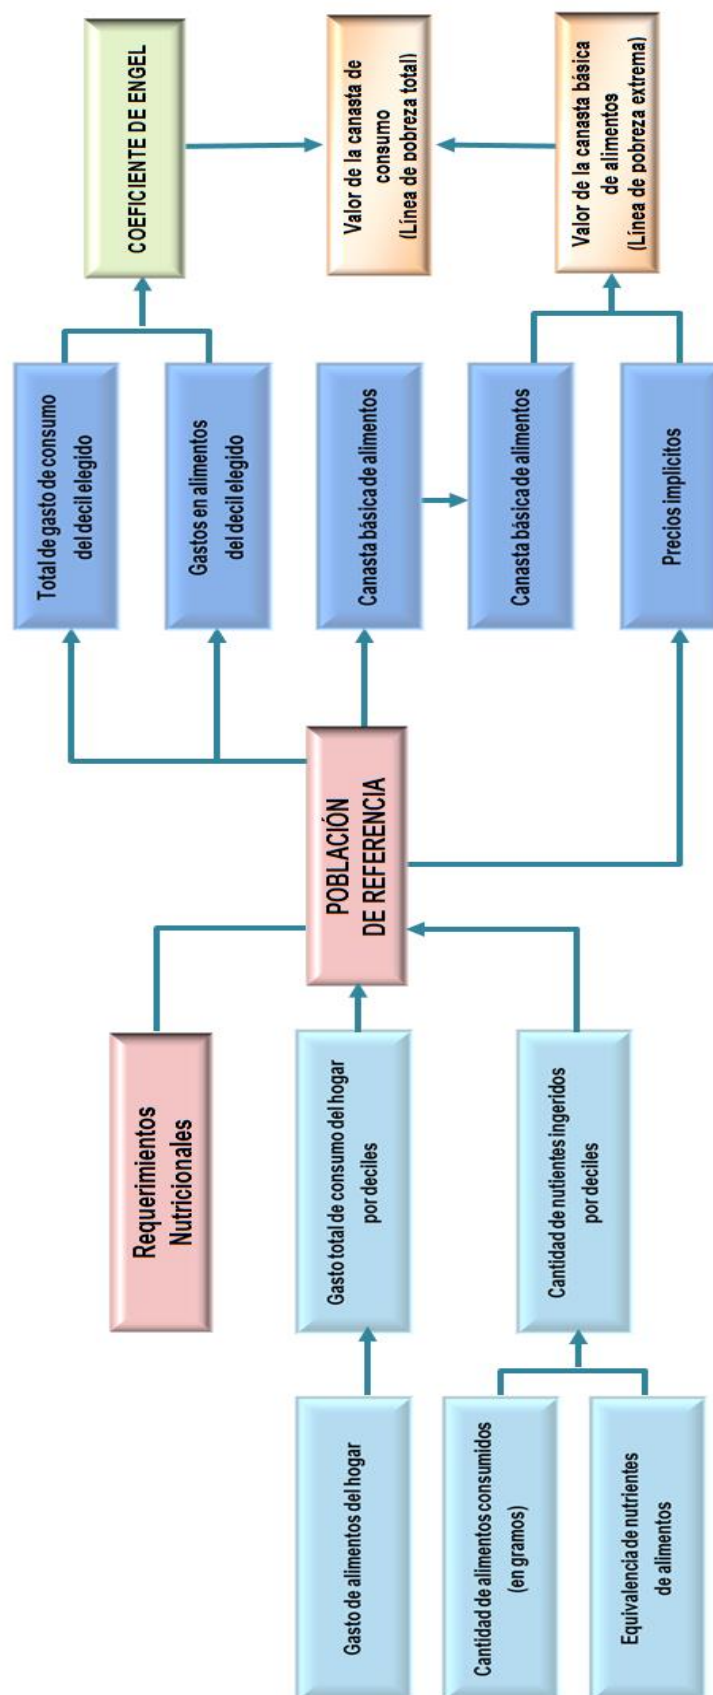 Gasto de alimentos del hogar
Cantidad de alimentos consumidos
(en gramos)
Equivalencia de nutrientes
de alimentos
Requerimientos
Nutricionales
Gasto total de consumo del hogar
por deciles
Cantidad de nutientes ingeridos
por deciles
POBLACIÓN
DE REFERENCIA
Total de gasto de consumo
del decil elegido
Gastos en alimentos
del decil elegido
Canasta básica de alimentos
Canasta básica de alimentos
Precios implicitos
COEFICIENTE DE ENGEL
Valor de la canasta de
consumo
(Línea de pobreza total)
Valor de la canasta básica
de alimentos
(Línea de pobreza extrema)